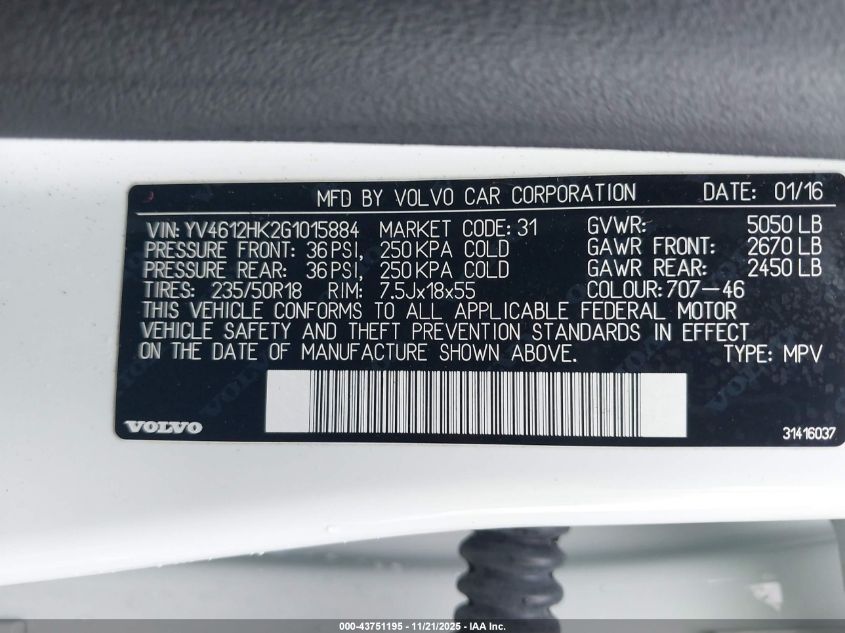 MFD BY VOLVO CAR CORPORATION DATE: 01/16
VIN: YV4612HK2G1015884 MARKET CODE: 31 GVWR: 5050 LB
PRESSURE FRONT: 36 PSI, 250 KPA COLD GAWR FRONT: 2670 LB
PRESSURE REAR: 36 PSI, 250 KPA COLD GAWR REAR: 2450 LB
TIRES: 235/50R18 RIM: 7.5Jx18x55 COLOUR: 707-46
THIS VEHICLE CONFORMS TO ALL APPLICABLE FEDERAL MOTOR
VEHICLE SAFETY AND THEFT PREVENTION STANDARDS IN EFFECT
ON THE DATE OF MANUFACTURE SHOWN ABOVE. TYPE: MPV
VOLVO 31416037
000-43751195 - 11/21/2025 - IAA Inc.